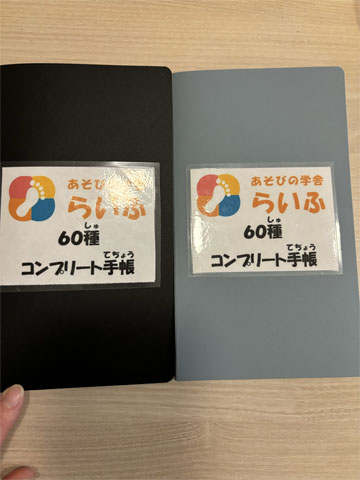 あそびの学舎
らいふ
しゅ
60種
てちょう
コンプリート手帳
あそびの学舎
らいふ
しゅ
60種
てちょう
コンプリート手帳